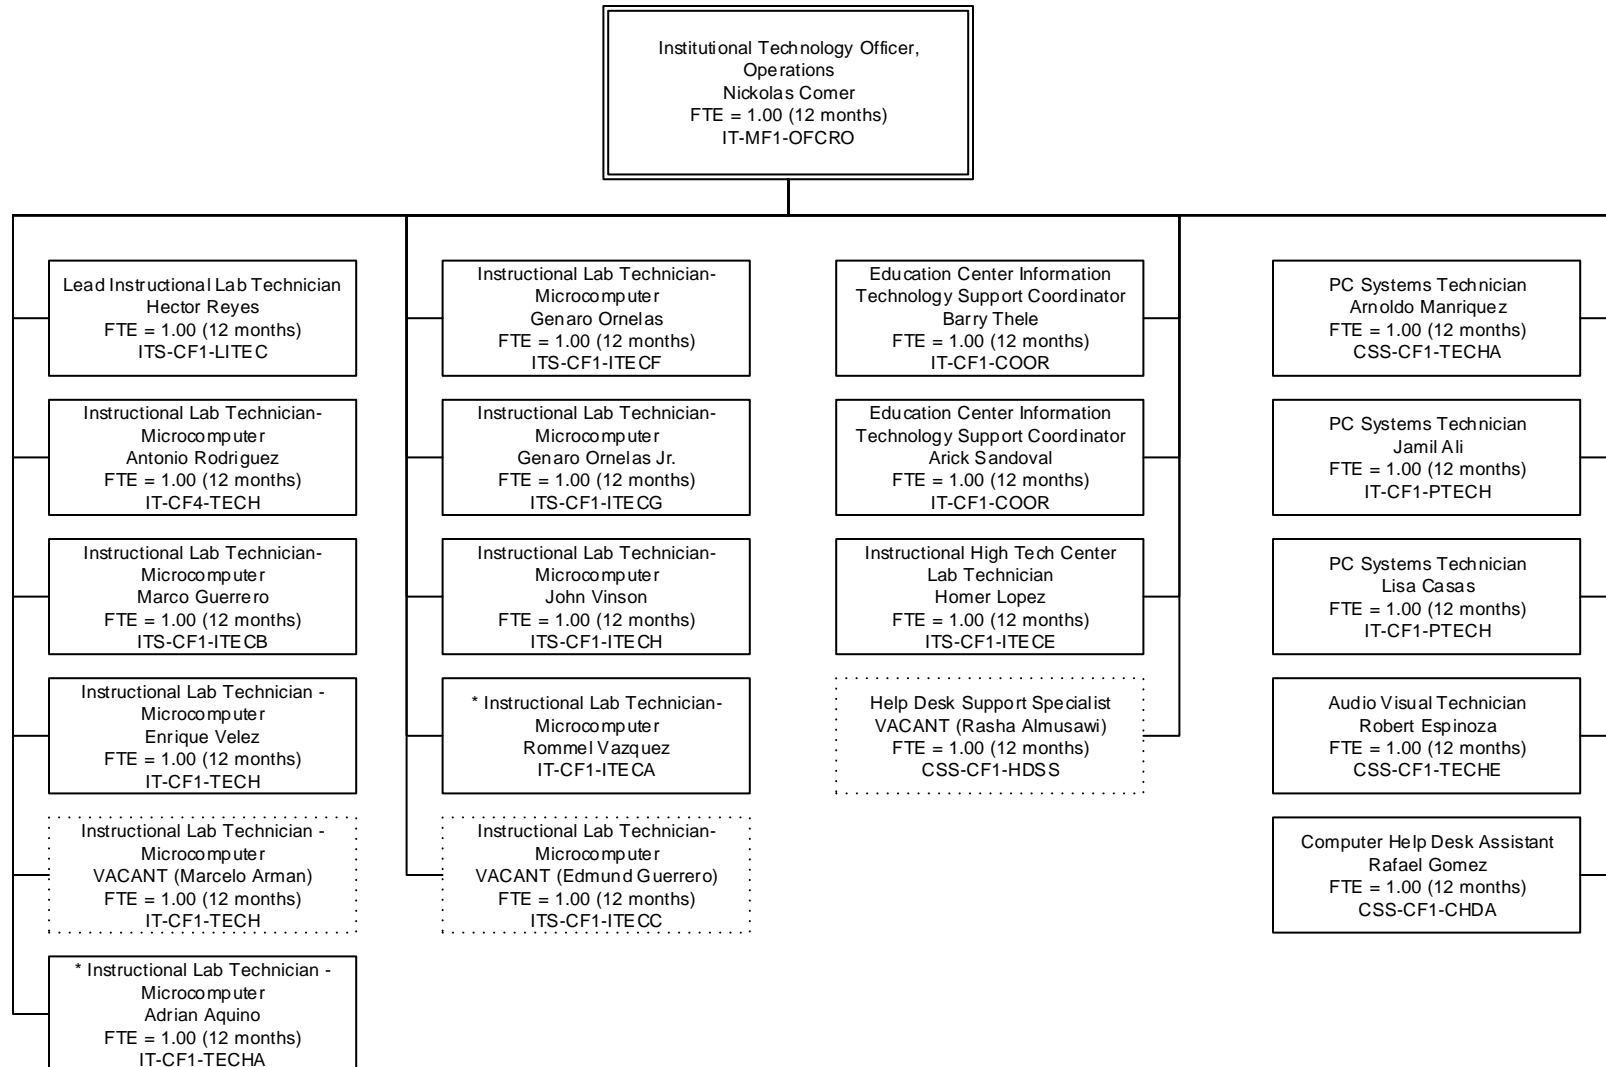 Institutional Technology Officer,
Operations
Nickolas Comer
FTE = 1.00 (12 months)
IT-MF1-OFCRO
Lead Instructional Lab Technician
Hector Reyes
FTE = 1.00 (12 months)
ITS-CF1-LITEC
Instructional Lab Technician-
Microcomputer
Antonio Rodriguez
FTE = 1.00 (12 months)
IT-CF4-TECH
Instructional Lab Technician-
Microcomputer
Marco Guerrero
FTE = 1.00 (12 months)
ITS-CF1-ITECB
Instructional Lab Technician -
Microcomputer
Enrique Velez
FTE = 1.00 (12 months)
IT-CF1-TECH
Instructional Lab Technician -
Microcomputer
VACANT (Marcelo Arman)
FTE = 1.00 (12 months)
IT-CF1-TECH
* Instructional Lab Technician -
Microcomputer
Adrian Aquino
FTE = 1.00 (12 months)
IT-CF1-TECHA
Instructional Lab Technician-
Microcomputer
Genaro Ornelas
FTE = 1.00 (12 months)
ITS-CF1-ITECF
Instructional Lab Technician-
Microcomputer
Genaro Ornelas Jr.
FTE = 1.00 (12 months)
ITS-CF1-ITECG
Instructional Lab Technician-
Microcomputer
John Vinson
FTE = 1.00 (12 months)
ITS-CF1-ITECH
* Instructional Lab Technician-
Microcomputer
Rommel Vazquez
IT-CF1-ITECA
Instructional Lab Technician-
Microcomputer
VACANT (Edmund Guerrero)
FTE = 1.00 (12 months)
ITS-CF1-ITECC
Education Center Information
Technology Support Coordinator
Barry Thele
FTE = 1.00 (12 months)
IT-CF1-COOR
Education Center Information
Technology Support Coordinator
Arick Sandoval
FTE = 1.00 (12 months)
IT-CF1-COOR
Instructional High Tech Center
Lab Technician
Homer Lopez
FTE = 1.00 (12 months)
ITS-CF1-ITECE
Help Desk Support Specialist
VACANT (Rasha Almusawi)
FTE = 1.00 (12 months)
CSS-CF1-HDSS
PC Systems Technician
Arnoldo Manriquez
FTE = 1.00 (12 months)
CSS-CF1-TECHA
PC Systems Technician
Jamil Ali
FTE = 1.00 (12 months)
IT-CF1-PTECH
PC Systems Technician
Lisa Casas
FTE = 1.00 (12 months)
IT-CF1-PTECH
Audio Visual Technician
Robert Espinoza
FTE = 1.00 (12 months)
CSS-CF1-TECHE
Computer Help Desk Assistant
Rafael Gomez
FTE = 1.00 (12 months)
CSS-CF1-CHDA